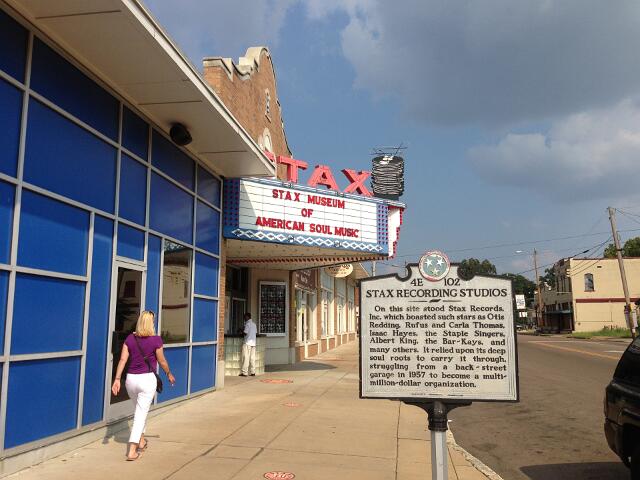 STAX
STAX MUSEUM
OF
AMERICAN SOUL MUSIC
4E 102
STAX RECORDING STUDIOS
On this site stood Stax Records,
Inc. which boasted such stars as Otis
Redding, Rufus and Carla Thomas,
Isaac Hayes, the Staple Singers,
Albert King, the Bar-Kays, and
many others. It relied upon its deep
soul roots to carry it through,
struggling from a back-street
garage in 1957 to become a multi-
million-dollar organization.